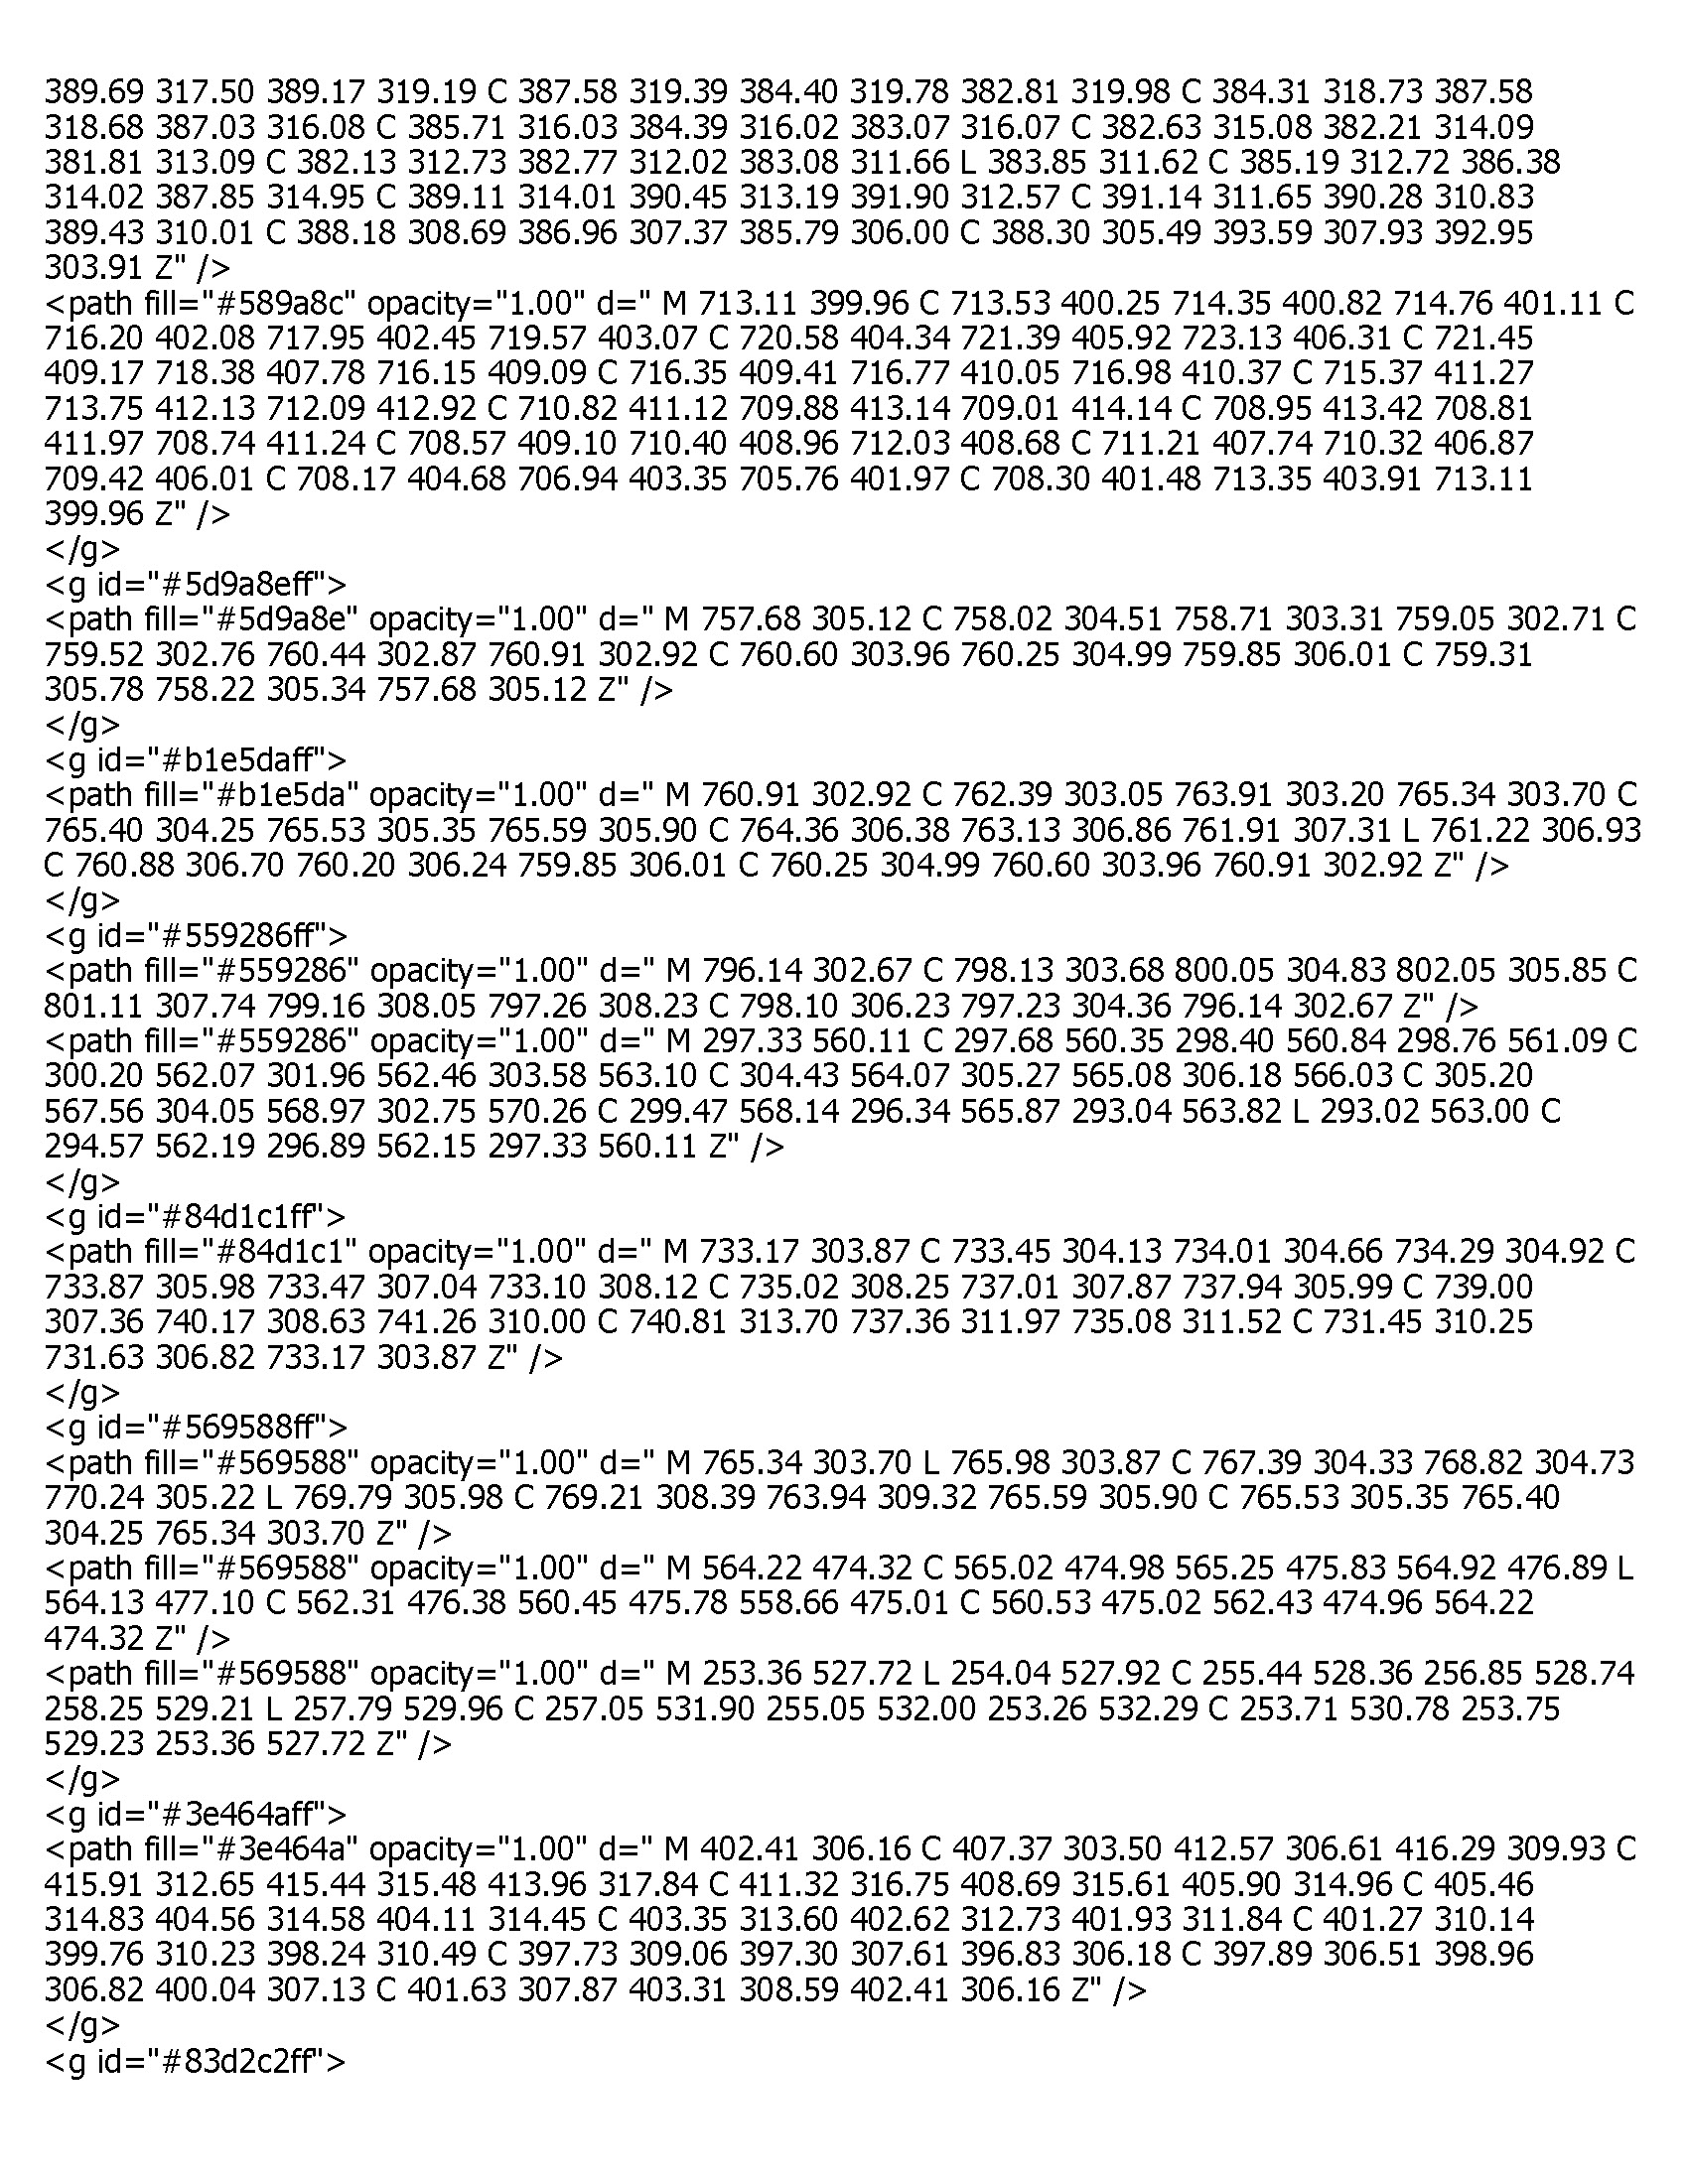 389.69 317.50 389.17 319.19 C 387.58 319.39 384.40 319.78 382.81 319.98 C 384.31 318.73 387.58
318.68 387.03 316.08 C 385.71 316.03 384.39 316.02 383.07 316.07 C 382.63 315.08 382.21 314.09
381.81 313.09 C 382.13 312.73 382.77 312.02 383.08 311.66 L 383.85 311.62 C 385.19 312.72 386.38
314.02 387.85 314.95 C 389.11 314.01 390.45 313.19 391.90 312.57 C 391.14 311.65 390.28 310.83
389.43 310.01 C 388.18 308.69 386.96 307.37 385.79 306.00 C 388.30 305.49 393.59 307.93 392.95
303.91 Z" />
<path fill="#589a8c" opacity="1.00" d=" M 713.11 399.96 C 713.53 400.25 714.35 400.82 714.76 401.11 C
716.20 402.08 717.95 402.45 719.57 403.07 C 720.58 404.34 721.39 405.92 723.13 406.31 C 721.45
409.17 718.38 407.78 716.15 409.09 C 716.35 409.41 716.77 410.05 716.98 410.37 C 715.37 411.27
713.75 412.13 712.09 412.92 C 710.82 411.12 709.88 413.14 709.01 414.14 C 708.95 413.42 708.81
411.97 708.74 411.24 C 708.57 409.10 710.40 408.96 712.03 408.68 C 711.21 407.74 710.32 406.87
709.42 406.01 C 708.17 404.68 706.94 403.35 705.76 401.97 C 708.30 401.48 713.35 403.91 713.11
399.96 Z" />
</g>
<g id="#5d9a8eff">
<path fill="#5d9a8e" opacity="1.00" d=" M 757.68 305.12 C 758.02 304.51 758.71 303.31 759.05 302.71 C
759.52 302.76 760.44 302.87 760.91 302.92 C 760.60 303.96 760.25 304.99 759.85 306.01 C 759.31
305.78 758.22 305.34 757.68 305.12 Z" />
</g>
<g id="#b1e5daff">
<path fill="#b1e5da" opacity="1.00" d=" M 760.91 302.92 C 762.39 303.05 763.91 303.20 765.34 303.70 C
765.40 304.25 765.53 305.35 765.59 305.90 C 764.36 306.38 763.13 306.86 761.91 307.31 L 761.22 306.93
C 760.88 306.70 760.20 306.24 759.85 306.01 C 760.25 304.99 760.60 303.96 760.91 302.92 Z" />
</g>
<g id="#559286ff">
<path fill="#559286" opacity="1.00" d=" M 796.14 302.67 C 798.13 303.68 800.05 304.83 802.05 305.85 C
801.11 307.74 799.16 308.05 797.26 308.23 C 798.10 306.23 797.23 304.36 796.14 302.67 Z" />
<path fill="#559286" opacity="1.00" d=" M 297.33 560.11 C 297.68 560.35 298.40 560.84 298.76 561.09 C
300.20 562.07 301.96 562.46 303.58 563.10 C 304.43 564.07 305.27 565.08 306.18 566.03 C 305.20
567.56 304.05 568.97 302.75 570.26 C 299.47 568.14 296.34 565.87 293.04 563.82 L 293.02 563.00 C
294.57 562.19 296.89 562.15 297.33 560.11 Z" />
</g>
<g id="#84d1c1ff">
<path fill="#84d1c1" opacity="1.00" d=" M 733.17 303.87 C 733.45 304.13 734.01 304.66 734.29 304.92 C
733.87 305.98 733.47 307.04 733.10 308.12 C 735.02 308.25 737.01 307.87 737.94 305.99 C 739.00
307.36 740.17 308.63 741.26 310.00 C 740.81 313.70 737.36 311.97 735.08 311.52 C 731.45 310.25
731.63 306.82 733.17 303.87 Z" />
</g>
<g id="#569588ff">
<path fill="#569588" opacity="1.00" d=" M 765.34 303.70 L 765.98 303.87 C 767.39 304.33 768.82 304.73
770.24 305.22 L 769.79 305.98 C 769.21 308.39 763.94 309.32 765.59 305.90 C 765.53 305.35 765.40
304.25 765.34 303.70 Z" />
<path fill="#569588" opacity="1.00" d=" M 564.22 474.32 C 565.02 474.98 565.25 475.83 564.92 476.89 L
564.13 477.10 C 562.31 476.38 560.45 475.78 558.66 475.01 C 560.53 475.02 562.43 474.96 564.22
474.32 Z" />
<path fill="#569588" opacity="1.00" d=" M 253.36 527.72 L 254.04 527.92 C 255.44 528.36 256.85 528.74
258.25 529.21 L 257.79 529.96 C 257.05 531.90 255.05 532.00 253.26 532.29 C 253.71 530.78 253.75
529.23 253.36 527.72 Z" />
</g>
<g id="#3e464aff">
<path fill="#3e464a" opacity="1.00" d=" M 402.41 306.16 C 407.37 303.50 412.57 306.61 416.29 309.93 C
415.91 312.65 415.44 315.48 413.96 317.84 C 411.32 316.75 408.69 315.61 405.90 314.96 C 405.46
314.83 404.56 314.58 404.11 314.45 C 403.35 313.60 402.62 312.73 401.93 311.84 C 401.27 310.14
399.76 310.23 398.24 310.49 C 397.73 309.06 397.30 307.61 396.83 306.18 C 397.89 306.51 398.96
306.82 400.04 307.13 C 401.63 307.87 403.31 308.59 402.41 306.16 Z" />
</g>
<g id="#83d2c2ff">